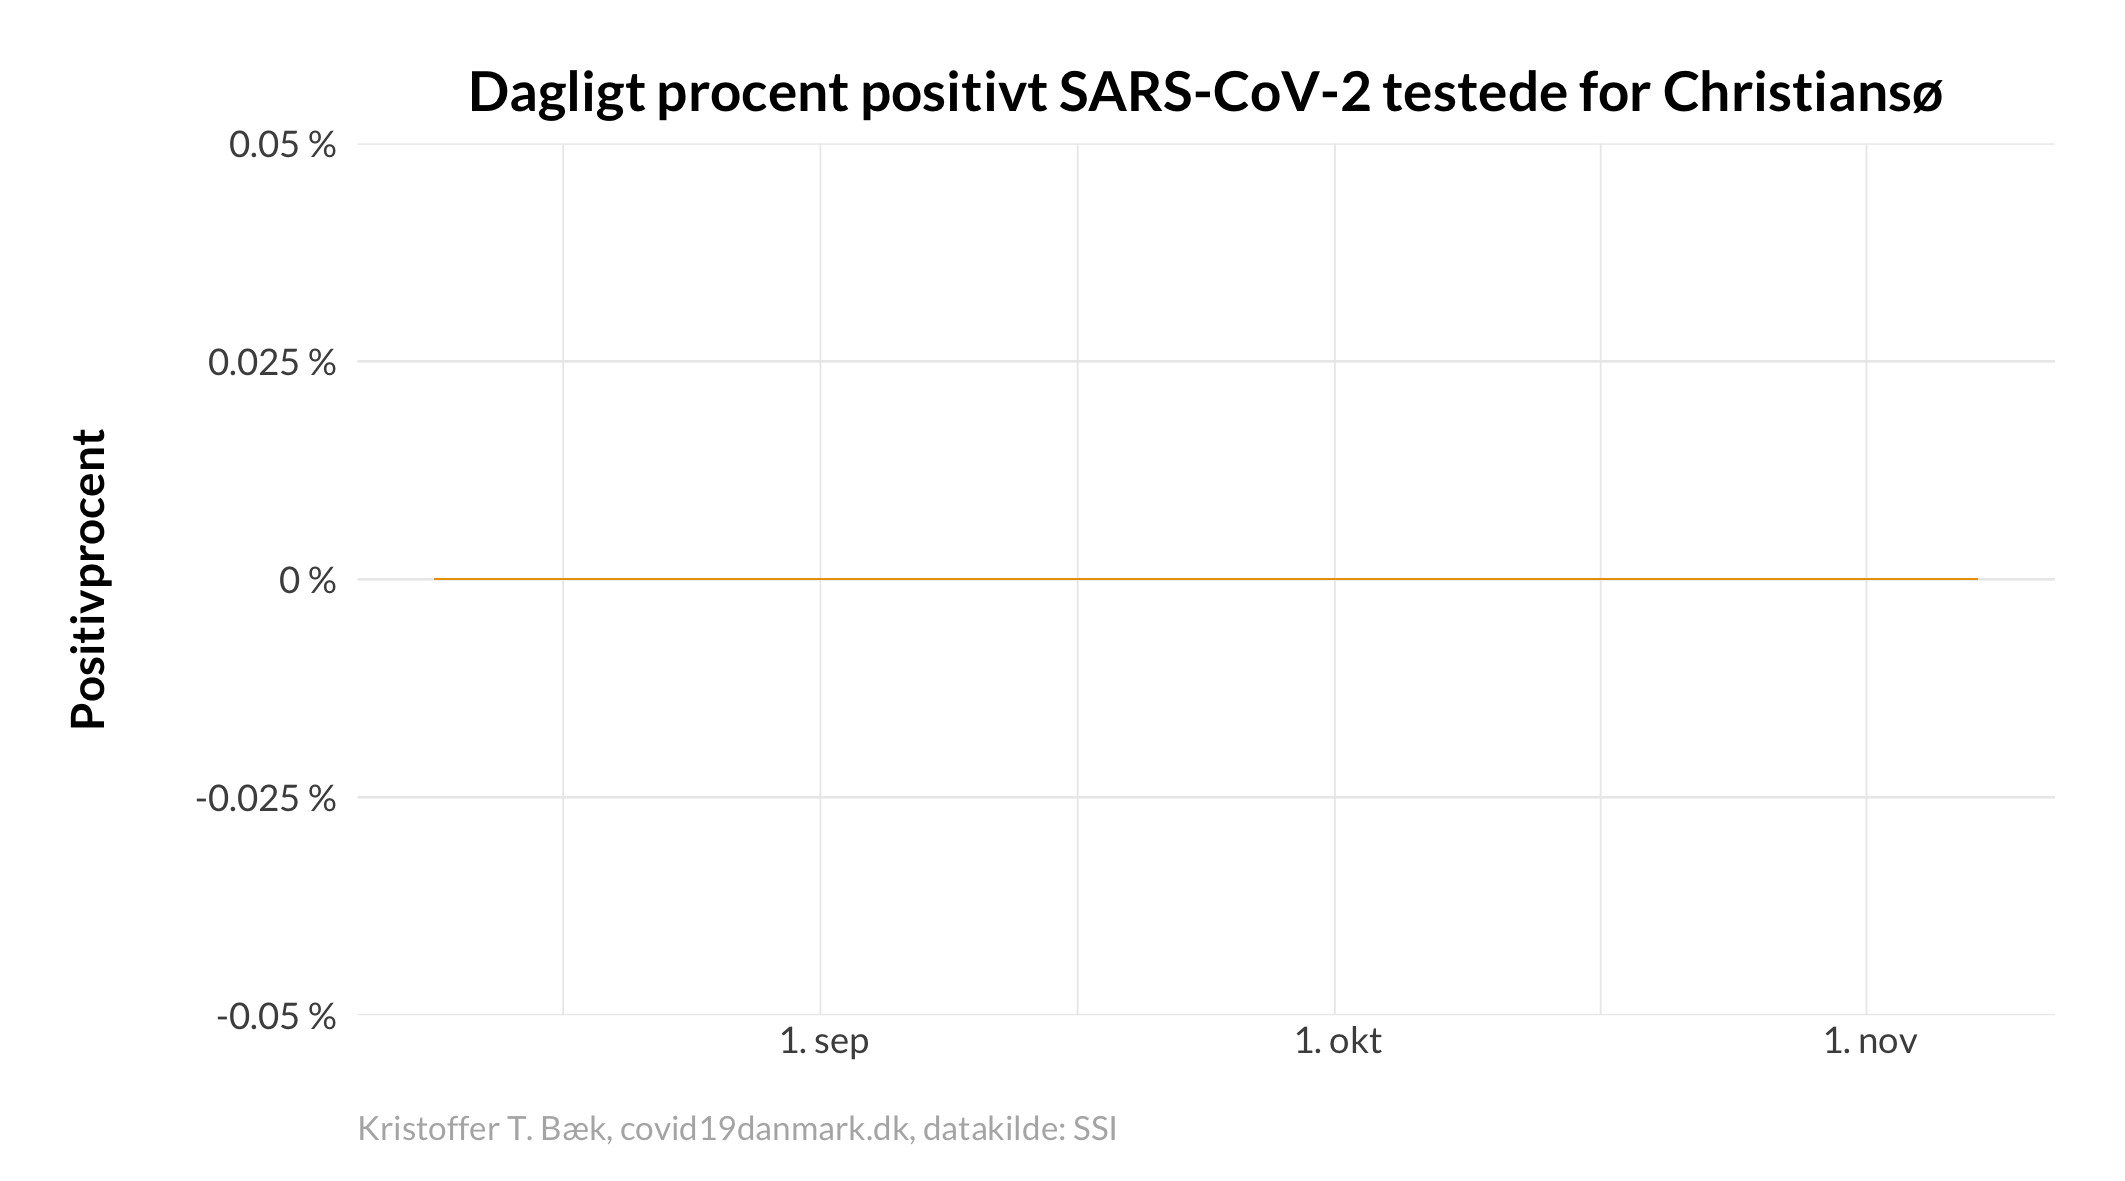 Dagligt procent positivt SARS-CoV-2 testede for Christiansø
0.05 %
0.025 %
0 %
-0.025 %
-0.05 %
Positivprocent
1. sep
1. okt
1. nov
Kristoffer T. Bæk, covid19danmark.dk, datakilde: SSI